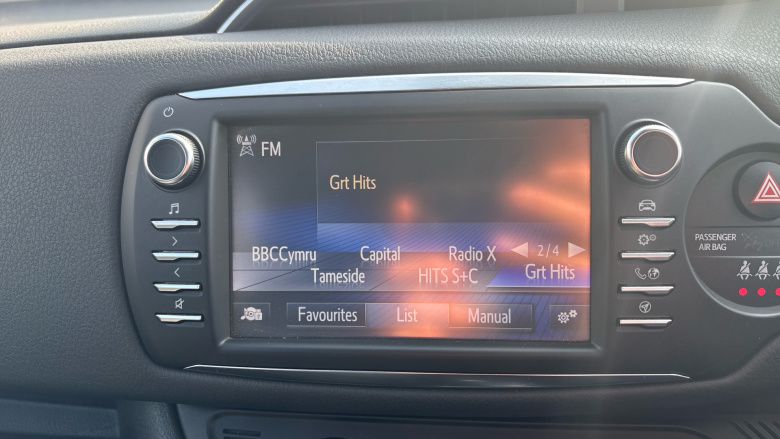 FM
Grt Hits
BBCCymru Capital Radio X 2/4
Tameside HITS S+C Grt Hits
Favourites List Manual
PASSENGER
AIR BAG